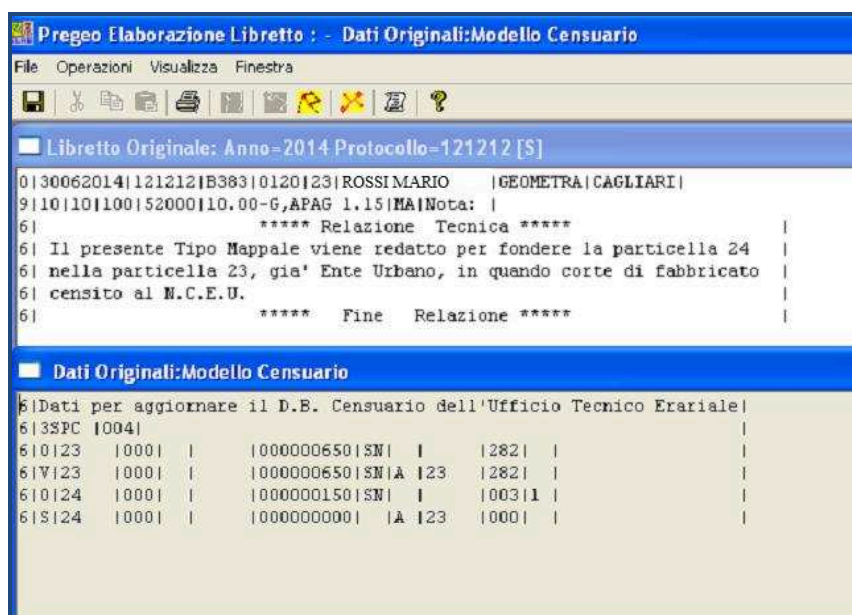 Pregeo Elaborazione Libretto : - Dati Originali:Modello Censuario
File Operazioni Visualizza Finestra
Libretto Originale: Anno=2014 Protocollo=121212 [S]
0|30062014|121212|B383|0120|23|ROSSI MARIO |GEOMETRA|CAGLIARI|
9|10|10|100|52000|10.00-G,APAG 1.15|MA|Nota: |
6| ***** Relazione Tecnica ***** |
6| Il presente Tipo Mappale viene redatto per fondere la particella 24 |
6| nella particella 23, gia' Ente Urbano, in quando corte di fabbricato |
6| censito al N.C.E.U. |
6| ***** Fine Relazione ***** |
Dati Originali:Modello Censuario
6|Dati per aggiornare il D.B. Censuario dell'Ufficio Tecnico Erariale|
6|3SPC |004| |
6|0|23 |000| | |000000650|SN| | |282| | |
6|V|23 |000| | |000000650|SN|A |23 |282| | |
6|0|24 |000| | |000000150|SN| | |003|1 | |
6|S|24 |000| | |000000000| |A |23 |000| | |